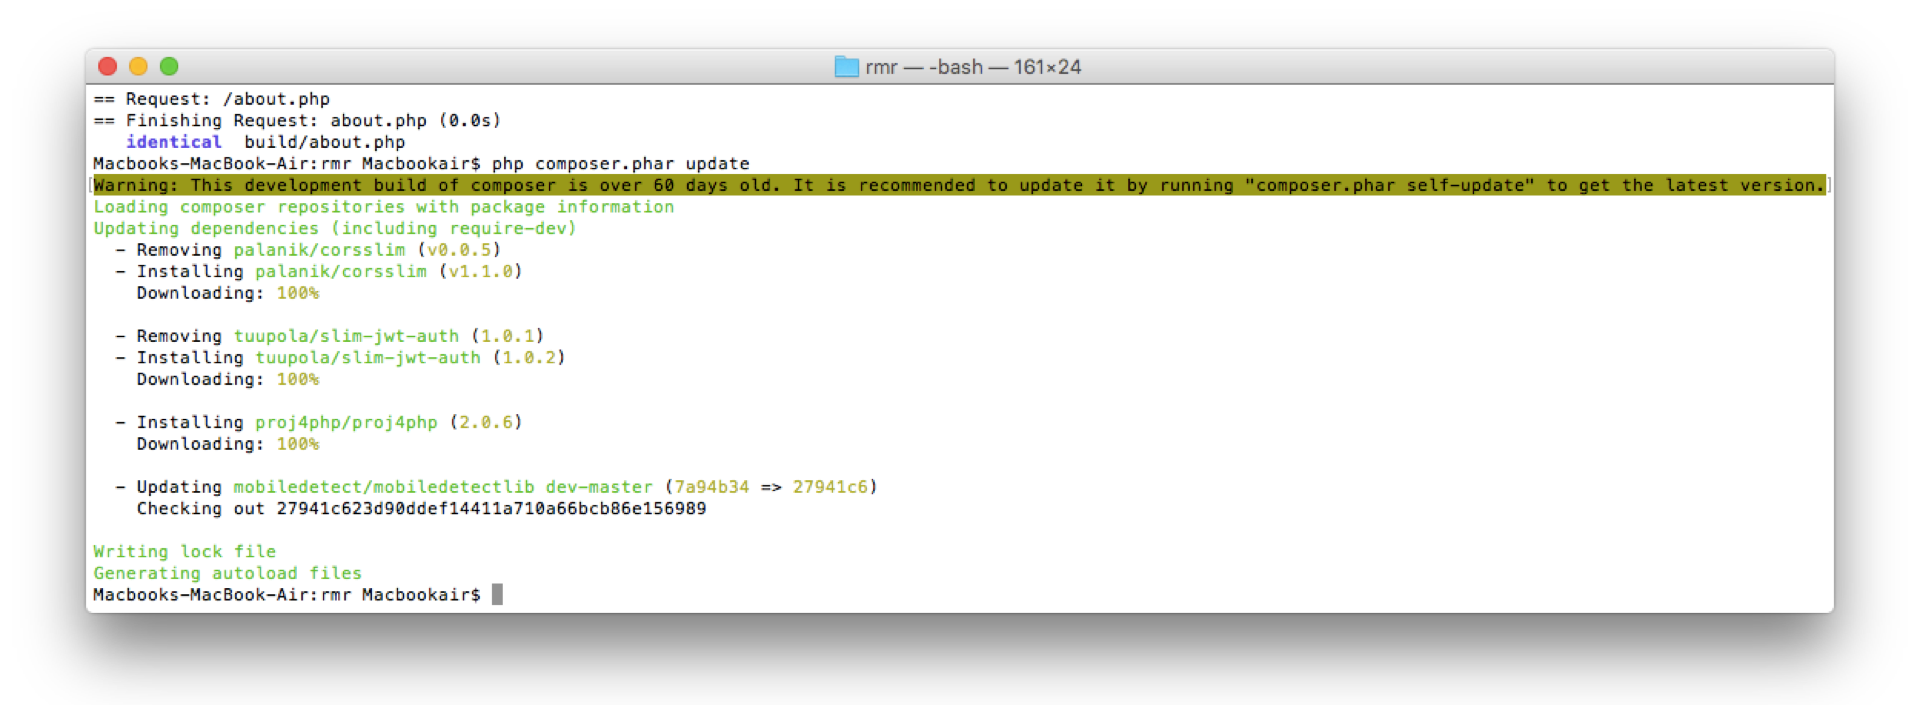 rmr — -bash — 161×24
== Request: /about.php
== Finishing Request: about.php (0.0s)
identical  build/about.php
Macbooks-MacBook-Air:rmr Macbookair$ php composer.phar update
[Warning: This development build of composer is over 60 days old. It is recommended to update it by running "composer.phar self-update" to get the latest version.]
Loading composer repositories with package information
Updating dependencies (including require-dev)
– Removing palanik/corsslim (v0.0.5)
– Installing palanik/corsslim (v1.1.0)
Downloading: 100%
– Removing tuupola/slim-jwt-auth (1.0.1)
– Installing tuupola/slim-jwt-auth (1.0.2)
Downloading: 100%
– Installing proj4php/proj4php (2.0.6)
Downloading: 100%
– Updating mobiledetect/mobiledetectlib dev-master (7a94b34 => 27941c6)
Checking out 27941c623d90ddef14411a710a66bcb86e156989
Writing lock file
Generating autoload files
Macbooks-MacBook-Air:rmr Macbookair$